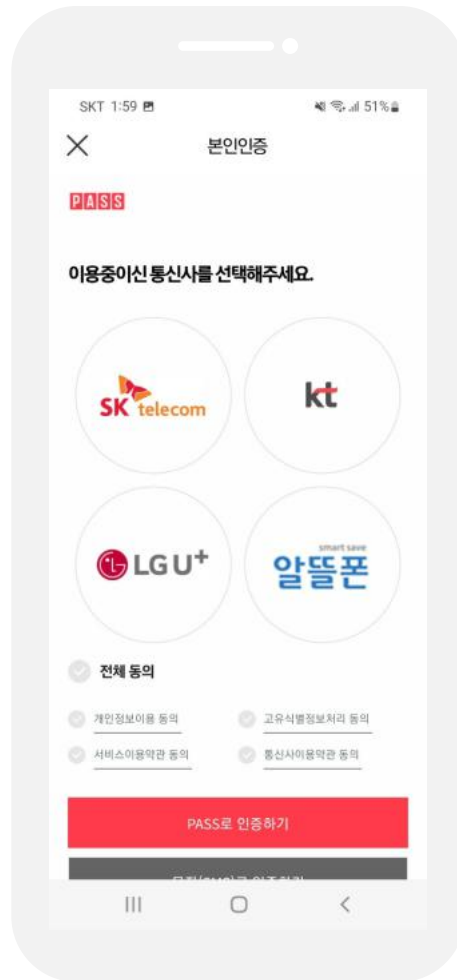 SKT 1:59 51%
본인인증
PASS
이용중이신 통신사를 선택해주세요.
SK telecom
kt
LG U+
smart save
알뜰폰
전체 동의
개인정보이용 동의 고유식별정보처리 동의
서비스이용약관 동의 통신사이용약관 동의
PASS로 인증하기